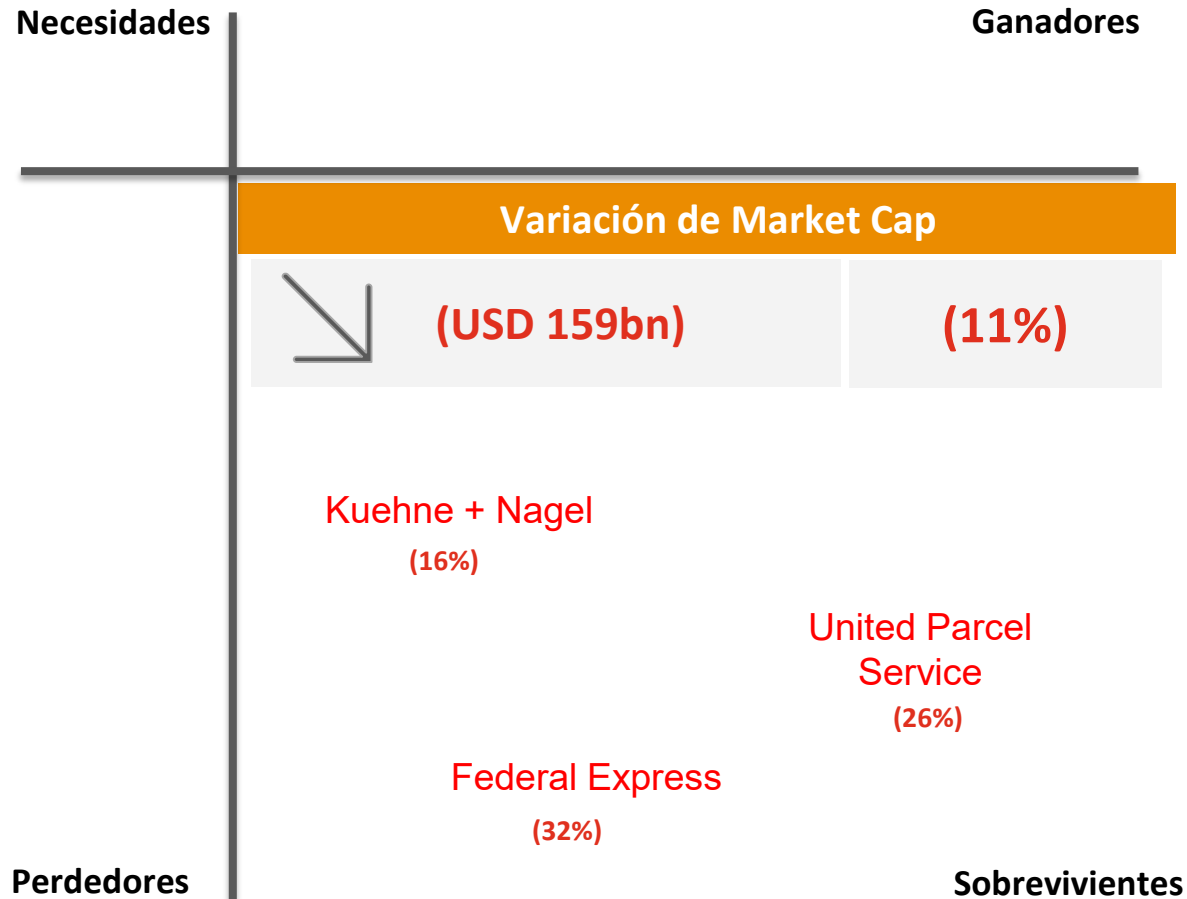 Necesidades
Ganadores
Variación de Market Cap
(USD 159bn)
(11%)
Kuehne + Nagel
(16%)
United Parcel
Service
(26%)
Federal Express
(32%)
Perdedores
Sobrevivientes